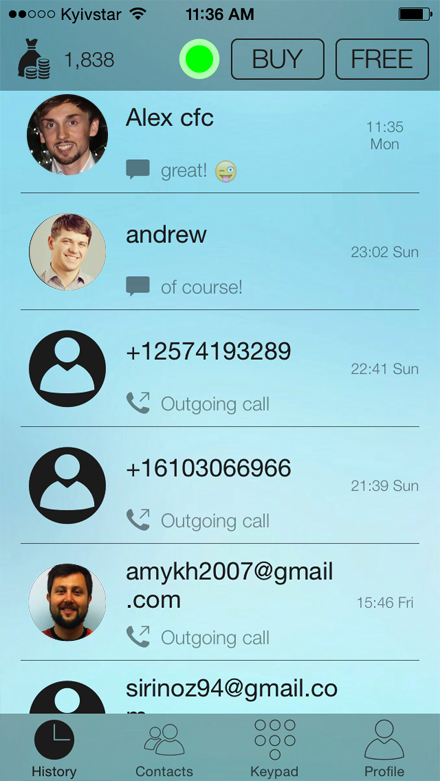 Kyivstar 11:36 AM
1,838 BUY FREE
Alex cfc
11:35
Mon
great! 😜
andrew
23:02 Sun
of course!
+12574193289
22:41 Sun
Outgoing call
+16103066966
21:39 Sun
Outgoing call
amykh2007@gmail
.com
15:46 Fri
Outgoing call
sirinoz94@gmail.co
m
History Contacts Keypad Profile